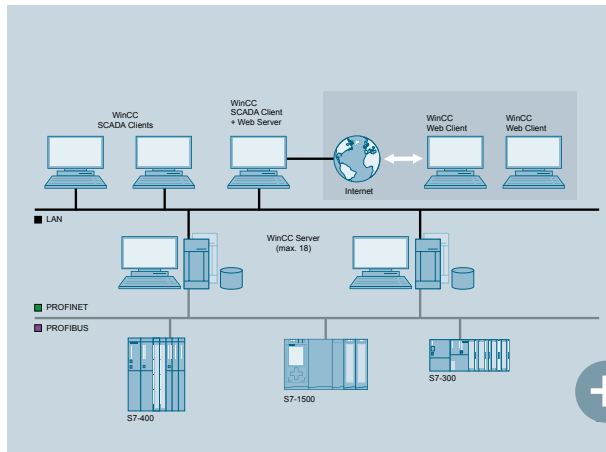 WinCC
SCADA Clients
WinCC
SCADA Client
+ Web Server
WinCC
Web Client
WinCC
Web Client
Internet
LAN
WinCC Server
(max. 18)
PROFINET
PROFIBUS
S7-400
S7-1500
S7-300